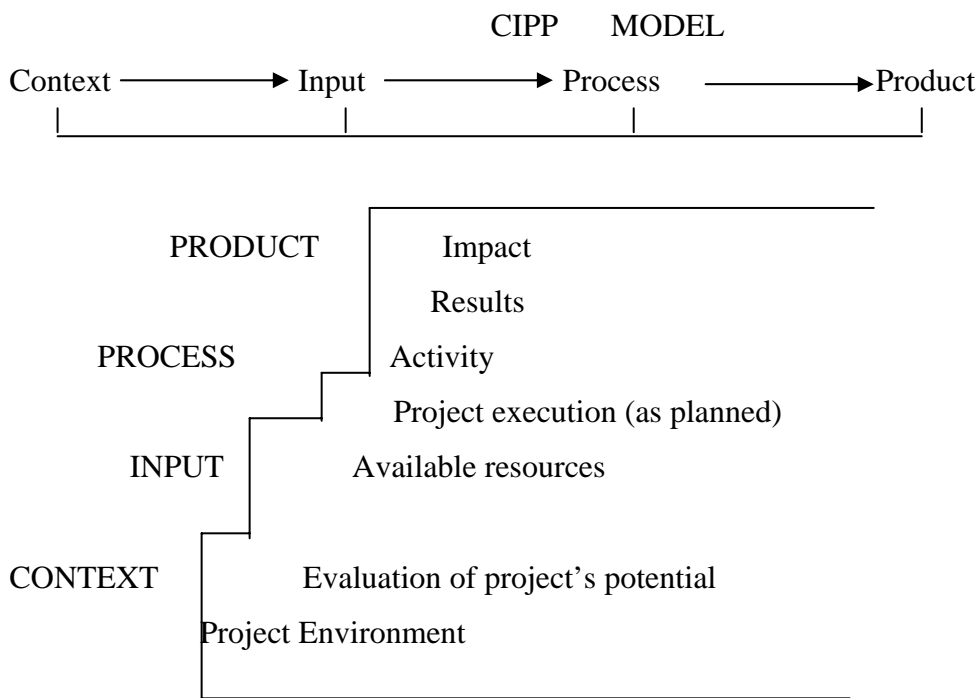 CIPP MODEL
Context Input Process Product
PRODUCT Impact
Results
PROCESS Activity
Project execution (as planned)
INPUT Available resources
CONTEXT Evaluation of project’s potential
Project Environment